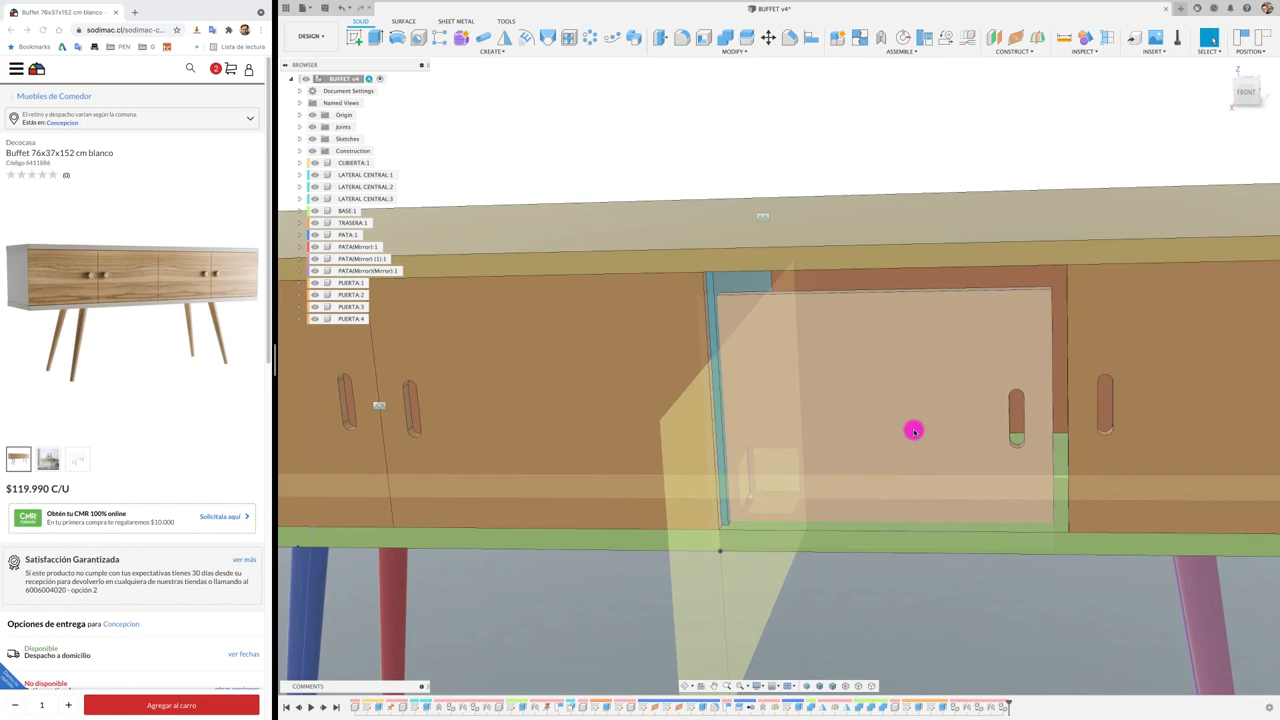 Buffet 76x37x152 cm blanco
sodimac.cl/sodimac-c...
Bookmarks
PEN
G
Lista de lectura
2
Muebles de Comedor
El retiro y despacho varían según la comuna.
Estás en: Concepcion
Decocasa
Buffet 76x37x152 cm blanco
Código 6411886
(0)
$119.990 C/U
CMR
Obtén tu CMR 100% online
En tu primera compra te regalaremos $10.000
Solicítala aquí
Satisfacción Garantizada
ver más
Si este producto no cumple con tus expectativas tienes 30 días desde su
recepción para devolverlo en cualquiera de nuestras tiendas o llamando al
6006004020 - opción 2
Opciones de entrega para Concepcion
Disponible
Despacho a domicilio
ver fechas
No disponible
1
Agregar al carro
BUFFET v4*
SOLID
SURFACE
SHEET METAL
TOOLS
DESIGN
CREATE
MODIFY
ASSEMBLE
CONSTRUCT
INSPECT
INSERT
SELECT
POSITION
BROWSER
BUFFET v4
Document Settings
Named Views
Origin
Joints
Sketches
Construction
CUBIERTA:1
LATERAL CENTRAL:1
LATERAL CENTRAL:2
LATERAL CENTRAL:3
BASE:1
TRASERA:1
PATA:1
PATA(Mirror):1
PATA(Mirror) (1):1
PATA(Mirror)(Mirror):1
PUERTA:1
PUERTA:2
PUERTA:3
PUERTA:4
Z
FRONT
X
COMMENTS